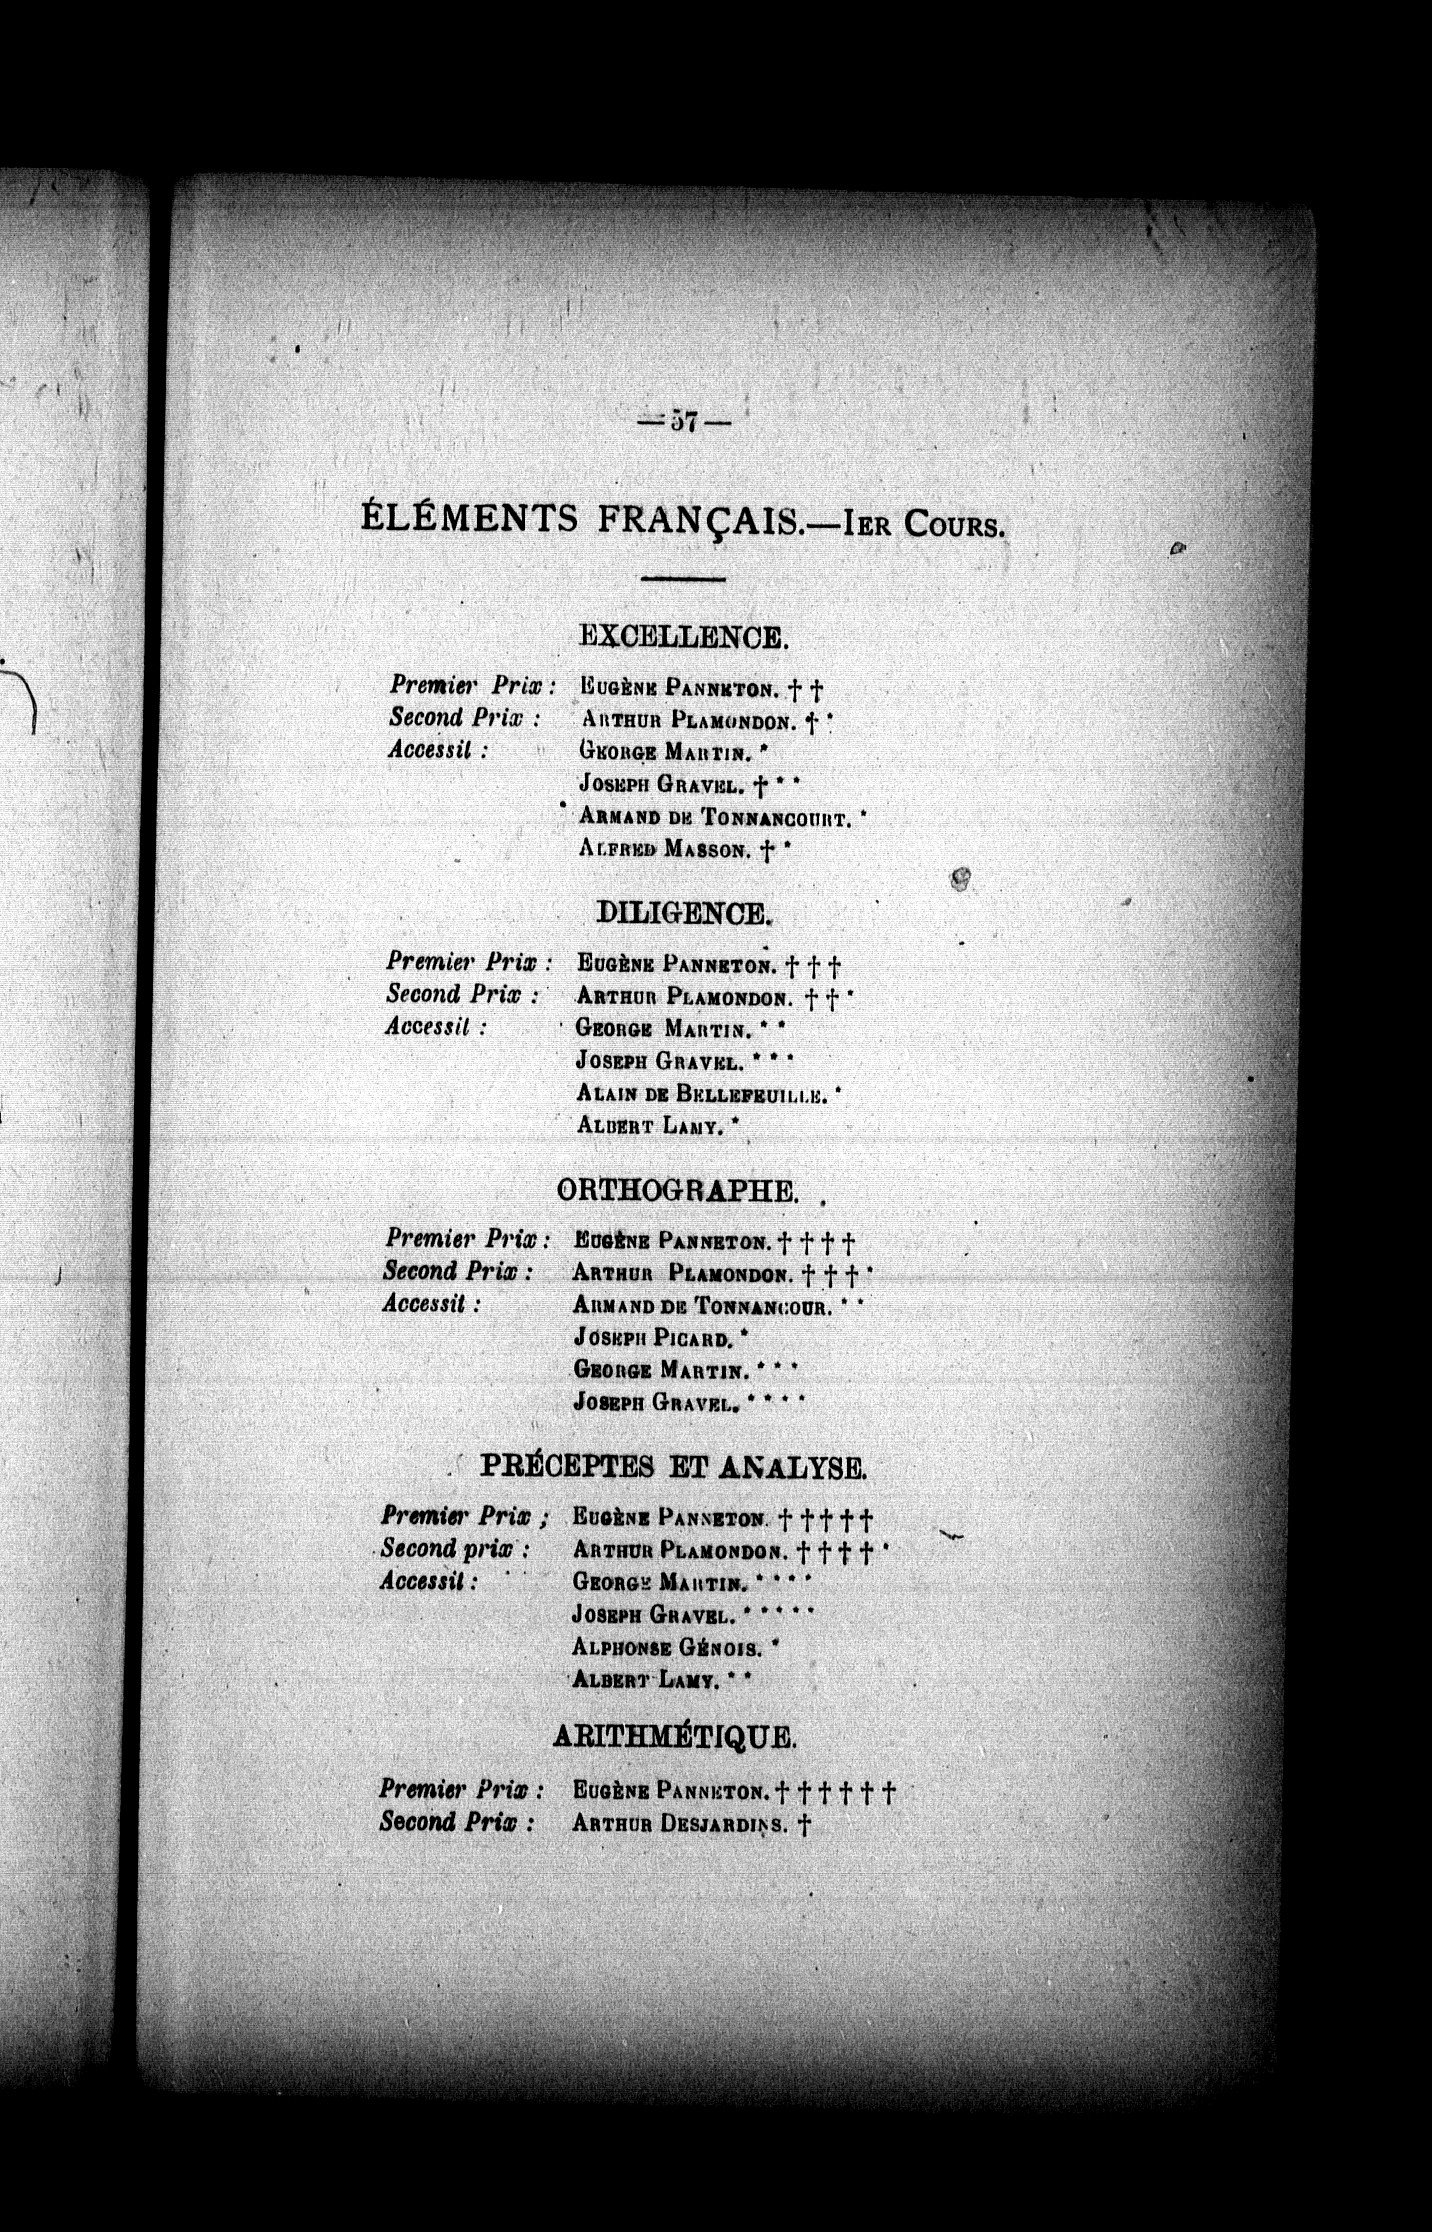 — 57 —
ÉLÉMENTS FRANÇAIS.—IER COURS.
EXCELLENCE.
Premier Prix : EUGÈNE PANNETON. † †
Second Prix : ARTHUR PLAMONDON. † *
Accessit : GEORGE MARTIN. *
JOSEPH GRAVEL. † * *
ARMAND DE TONNANCOURT. *
ALFRED MASSON. † *
DILIGENCE.
Premier Prix : EUGÈNE PANNETON. † † †
Second Prix : ARTHUR PLAMONDON. † † *
Accessit : GEORGE MARTIN. * *
JOSEPH GRAVEL. * * *
ALAIN DE BELLEFEUILLE. *
ALBERT LAMY. *
ORTHOGRAPHE.
Premier Prix : EUGÈNE PANNETON. † † † †
Second Prix : ARTHUR PLAMONDON. † † † *
Accessit : ARMAND DE TONNANCOUR. * *
JOSEPH PICARD. *
GEORGE MARTIN. * * *
JOSEPH GRAVEL. * * * *
PRÉCEPTES ET ANALYSE.
Premier Prix ; EUGÈNE PANNETON. † † † † †
Second prix : ARTHUR PLAMONDON. † † † † *
Accessit : GEORGE MARTIN. * * * *
JOSEPH GRAVEL. * * * * *
ALPHONSE GÉNOIS. *
ALBERT LAMY. * *
ARITHMÉTIQUE.
Premier Prix : EUGÈNE PANNETON. † † † † † †
Second Prix : ARTHUR DESJARDINS. †